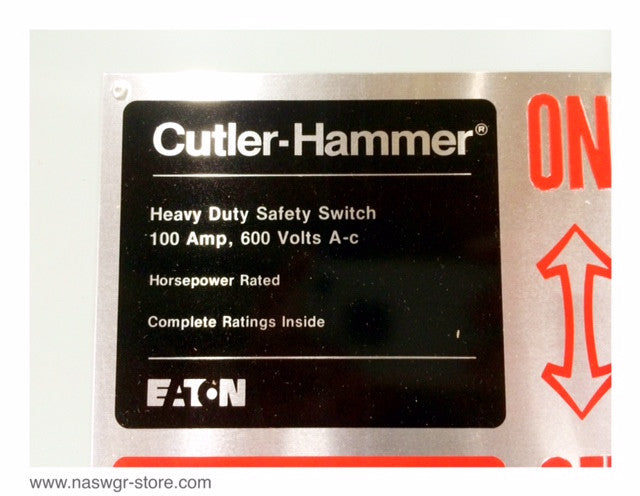 Cutler-Hammer®
Heavy Duty Safety Switch
100 Amp, 600 Volts A-c
Horsepower Rated
Complete Ratings Inside
EATON
ON
www.naswgr-store.com